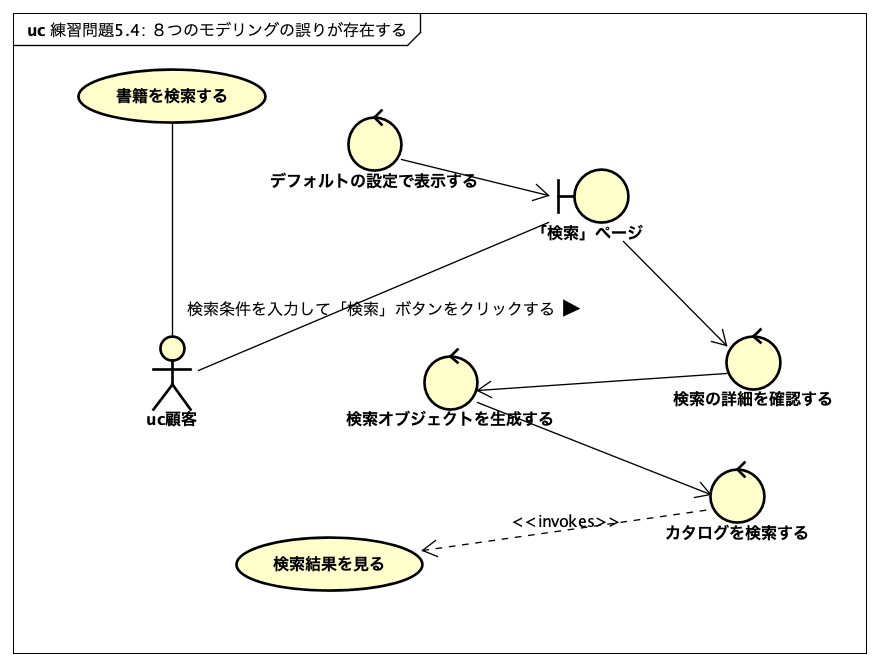 uc 練習問題5.4: 8つのモデリングの誤りが存在する
書籍を検索する
デフォルトの設定で表示する
「検索」ページ
検索条件を入力して「検索」ボタンをクリックする ▶
uc顧客
検索の詳細を確認する
検索オブジェクトを生成する
<<invokes>>
カタログを検索する
検索結果を見る